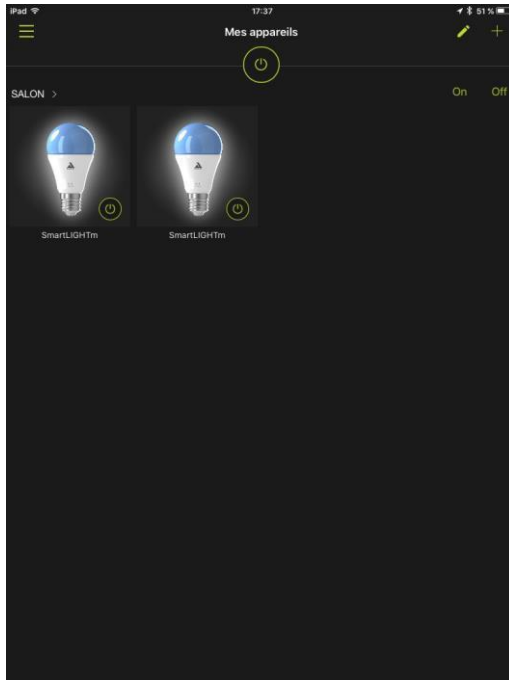 iPad 17:37 51 %
Mes appareils
SALON > On Off
SmartLIGHTm SmartLIGHTm